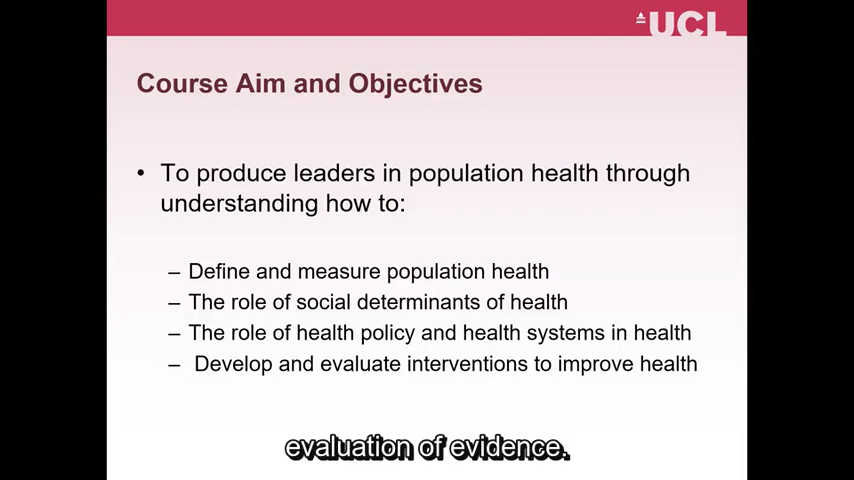 UCL
Course Aim and Objectives
• To produce leaders in population health through
understanding how to:
– Define and measure population health
– The role of social determinants of health
– The role of health policy and health systems in health
– Develop and evaluate interventions to improve health
evaluation of evidence.